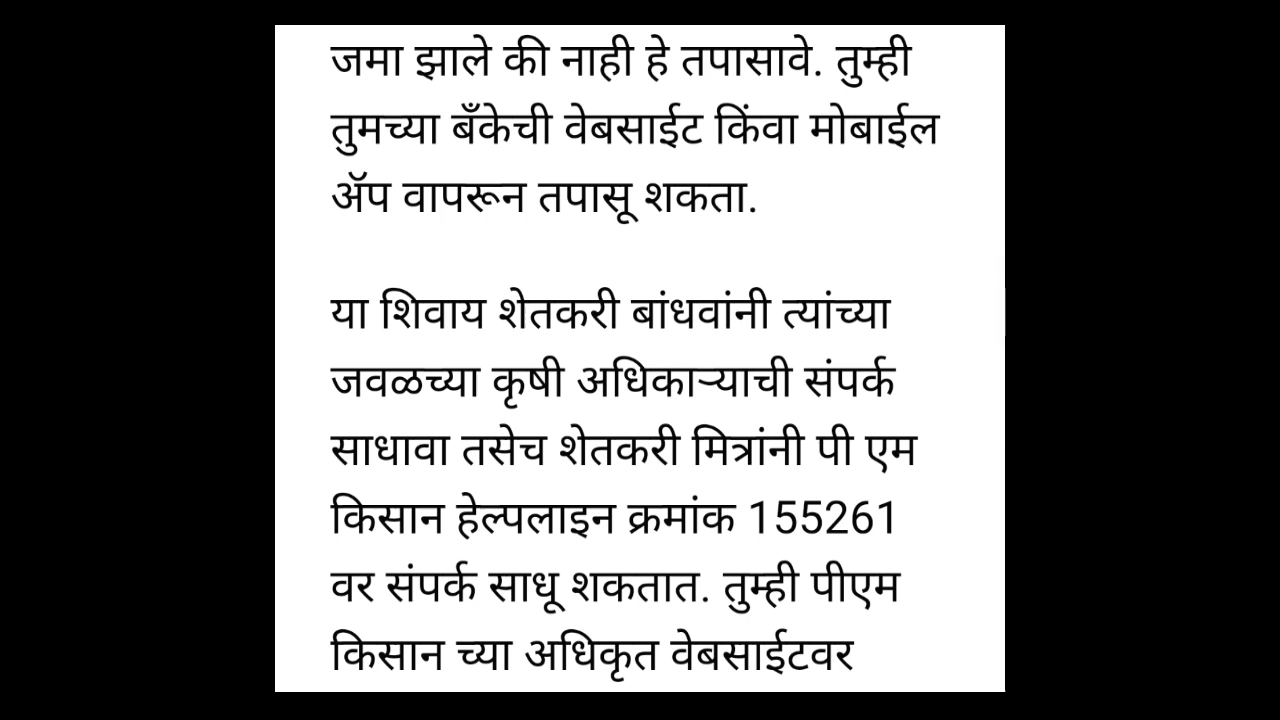 जमा झाले की नाही हे तपासावे. तुम्ही
तुमच्या बँकेची वेबसाईट किंवा मोबाईल
ॲप वापरून तपासू शकता.
या शिवाय शेतकरी बांधवांनी त्यांच्या
जवळच्या कृषी अधिकाऱ्याची संपर्क
साधावा तसेच शेतकरी मित्रांनी पी एम
किसान हेल्पलाइन क्रमांक 155261
वर संपर्क साधू शकतात. तुम्ही पीएम
किसान च्या अधिकृत वेबसाईटवर